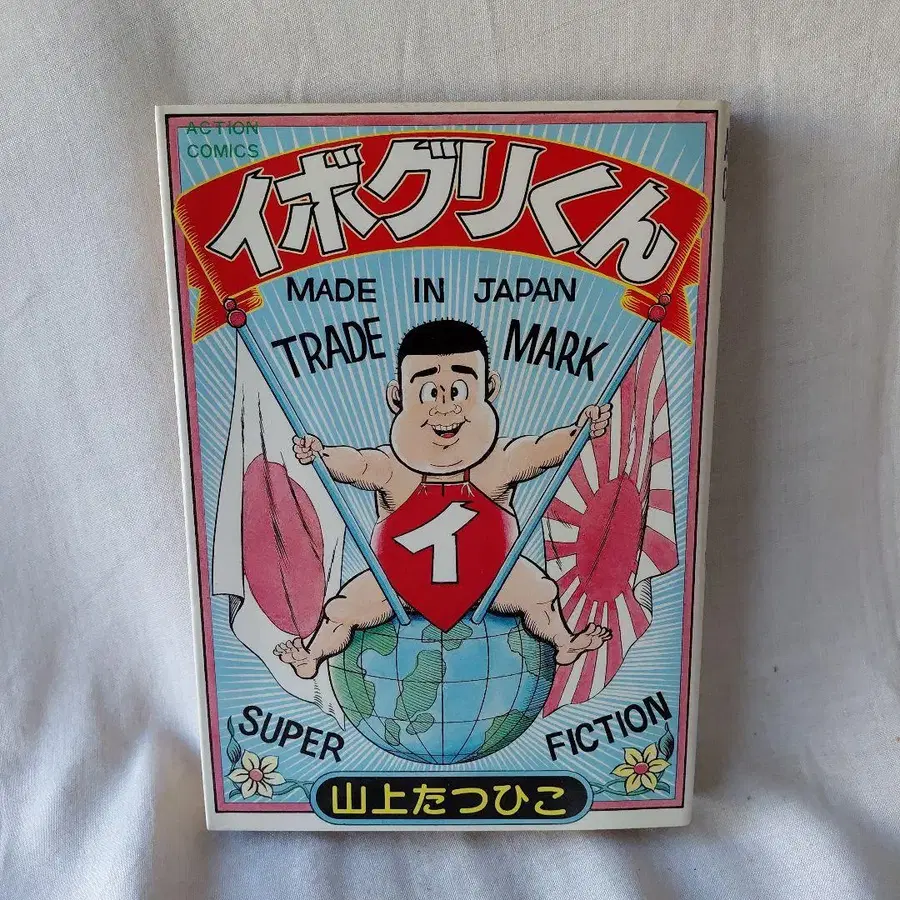 ACTION
COMICS
イボグリくん
MADE IN JAPAN
TRADE MARK
イ
SUPER FICTION
山上たつひこ